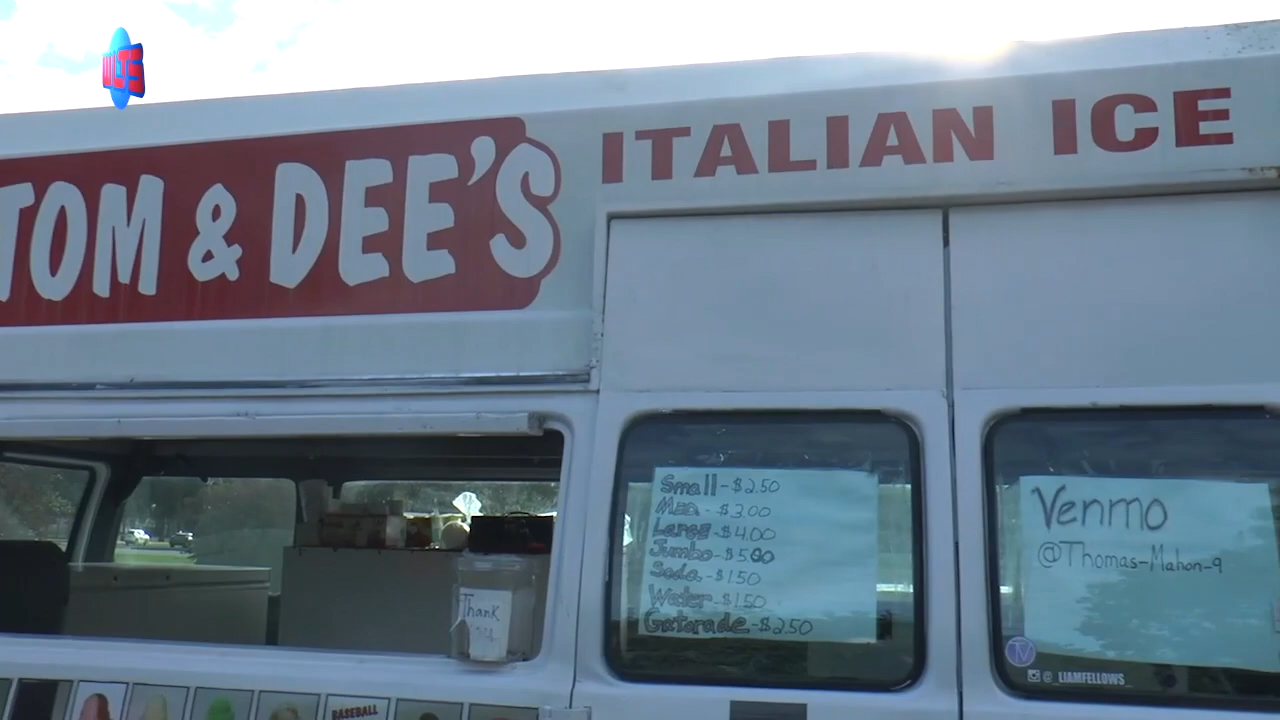 WLTS
TOM & DEE'S
ITALIAN ICE
Small - $2.50
Med - $3.00
Large - $4.00
Jumbo - $5.00
Soda - $1.50
Water - $1.50
Gatorade - $2.50
Venmo
@Thomas-Mahon-9
Thank
@_LIAMFELLOWS_
BASEBALL